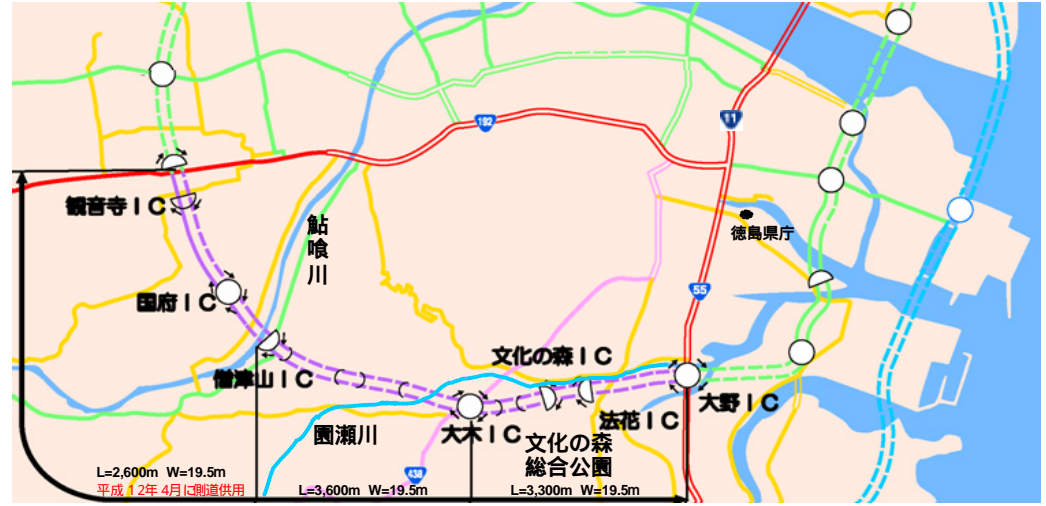 192
11
観音寺IC
鮎
喰
川
徳島県庁
国府IC
55
文化の森IC
僧津山IC
大野IC
法花IC
園瀬川
大木IC
文化の森
総合公園
438
L=2,600m W=19.5m
平成12年4月に側道供用
L=3,600m W=19.5m
L=3,300m W=19.5m